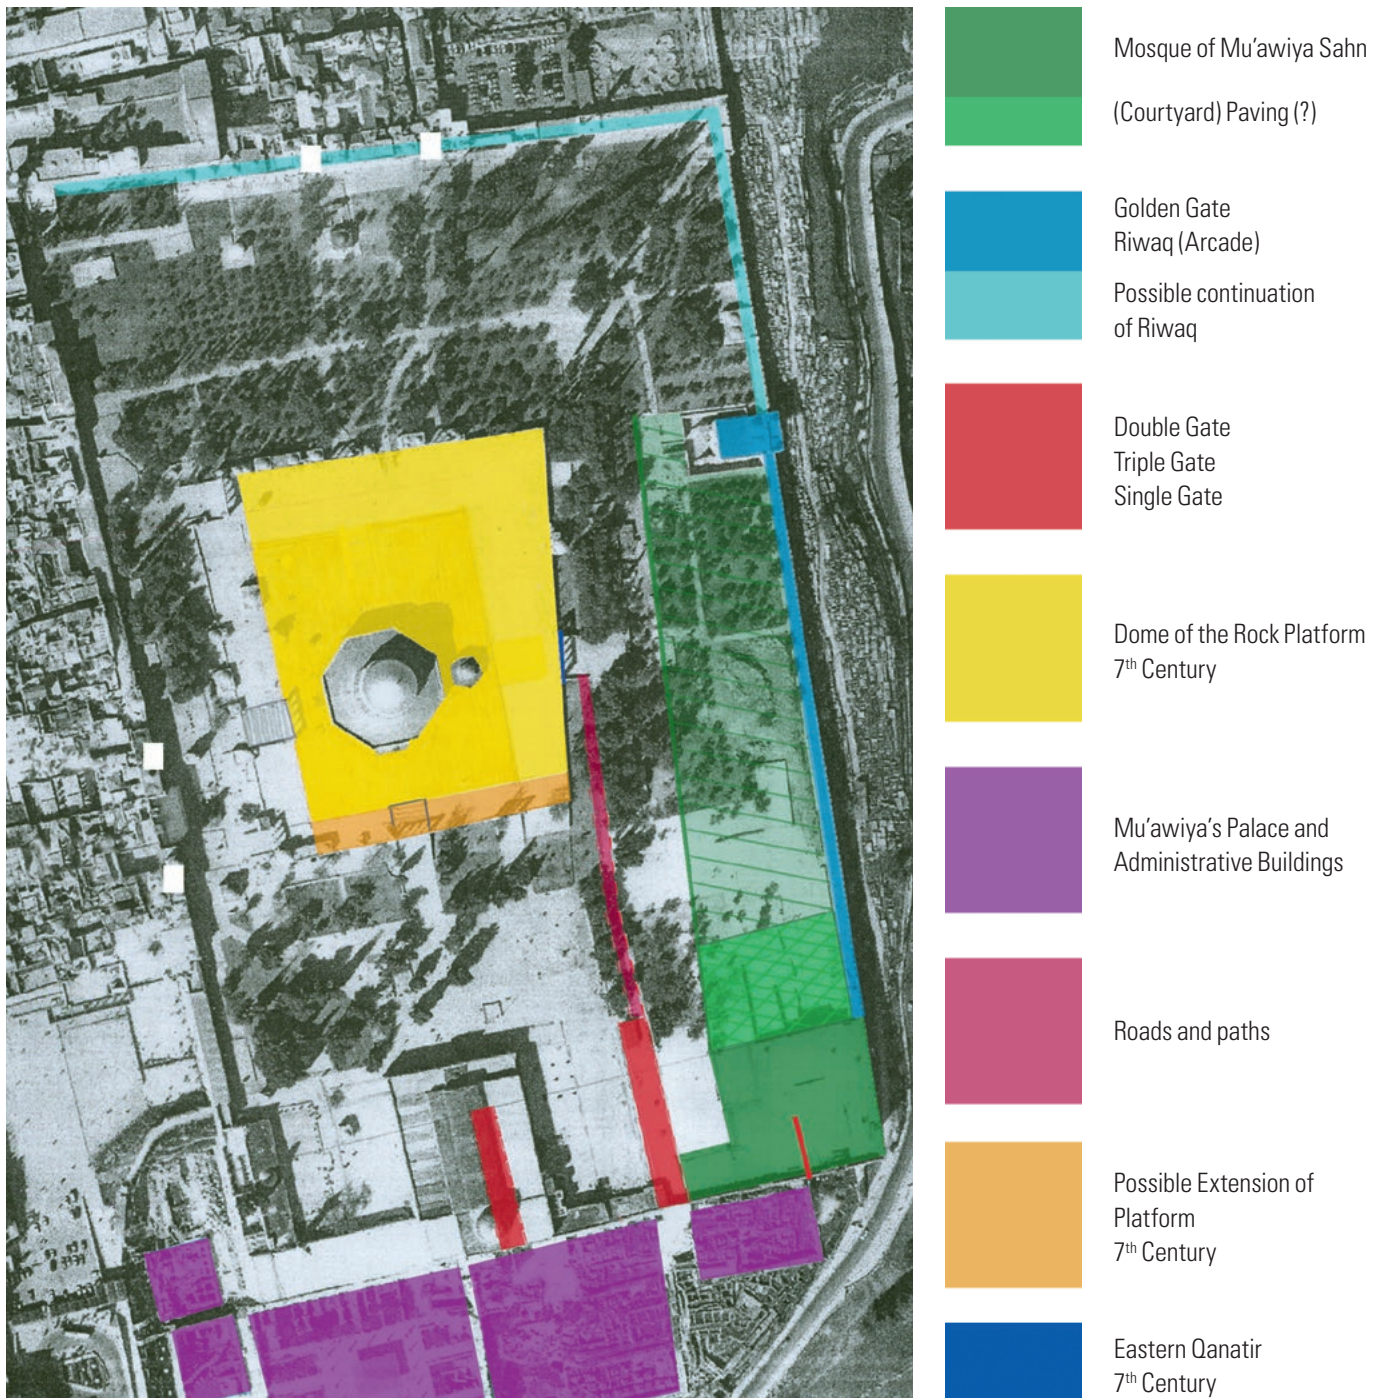 Mosque of Mu’awiya Sahn
(Courtyard) Paving (?)
Golden Gate
Riwaq (Arcade)
Possible continuation
of Riwaq
Double Gate
Triple Gate
Single Gate
Dome of the Rock Platform
7th Century
Mu’awiya’s Palace and
Administrative Buildings
Roads and paths
Possible Extension of
Platform
7th Century
Eastern Qanatir
7th Century